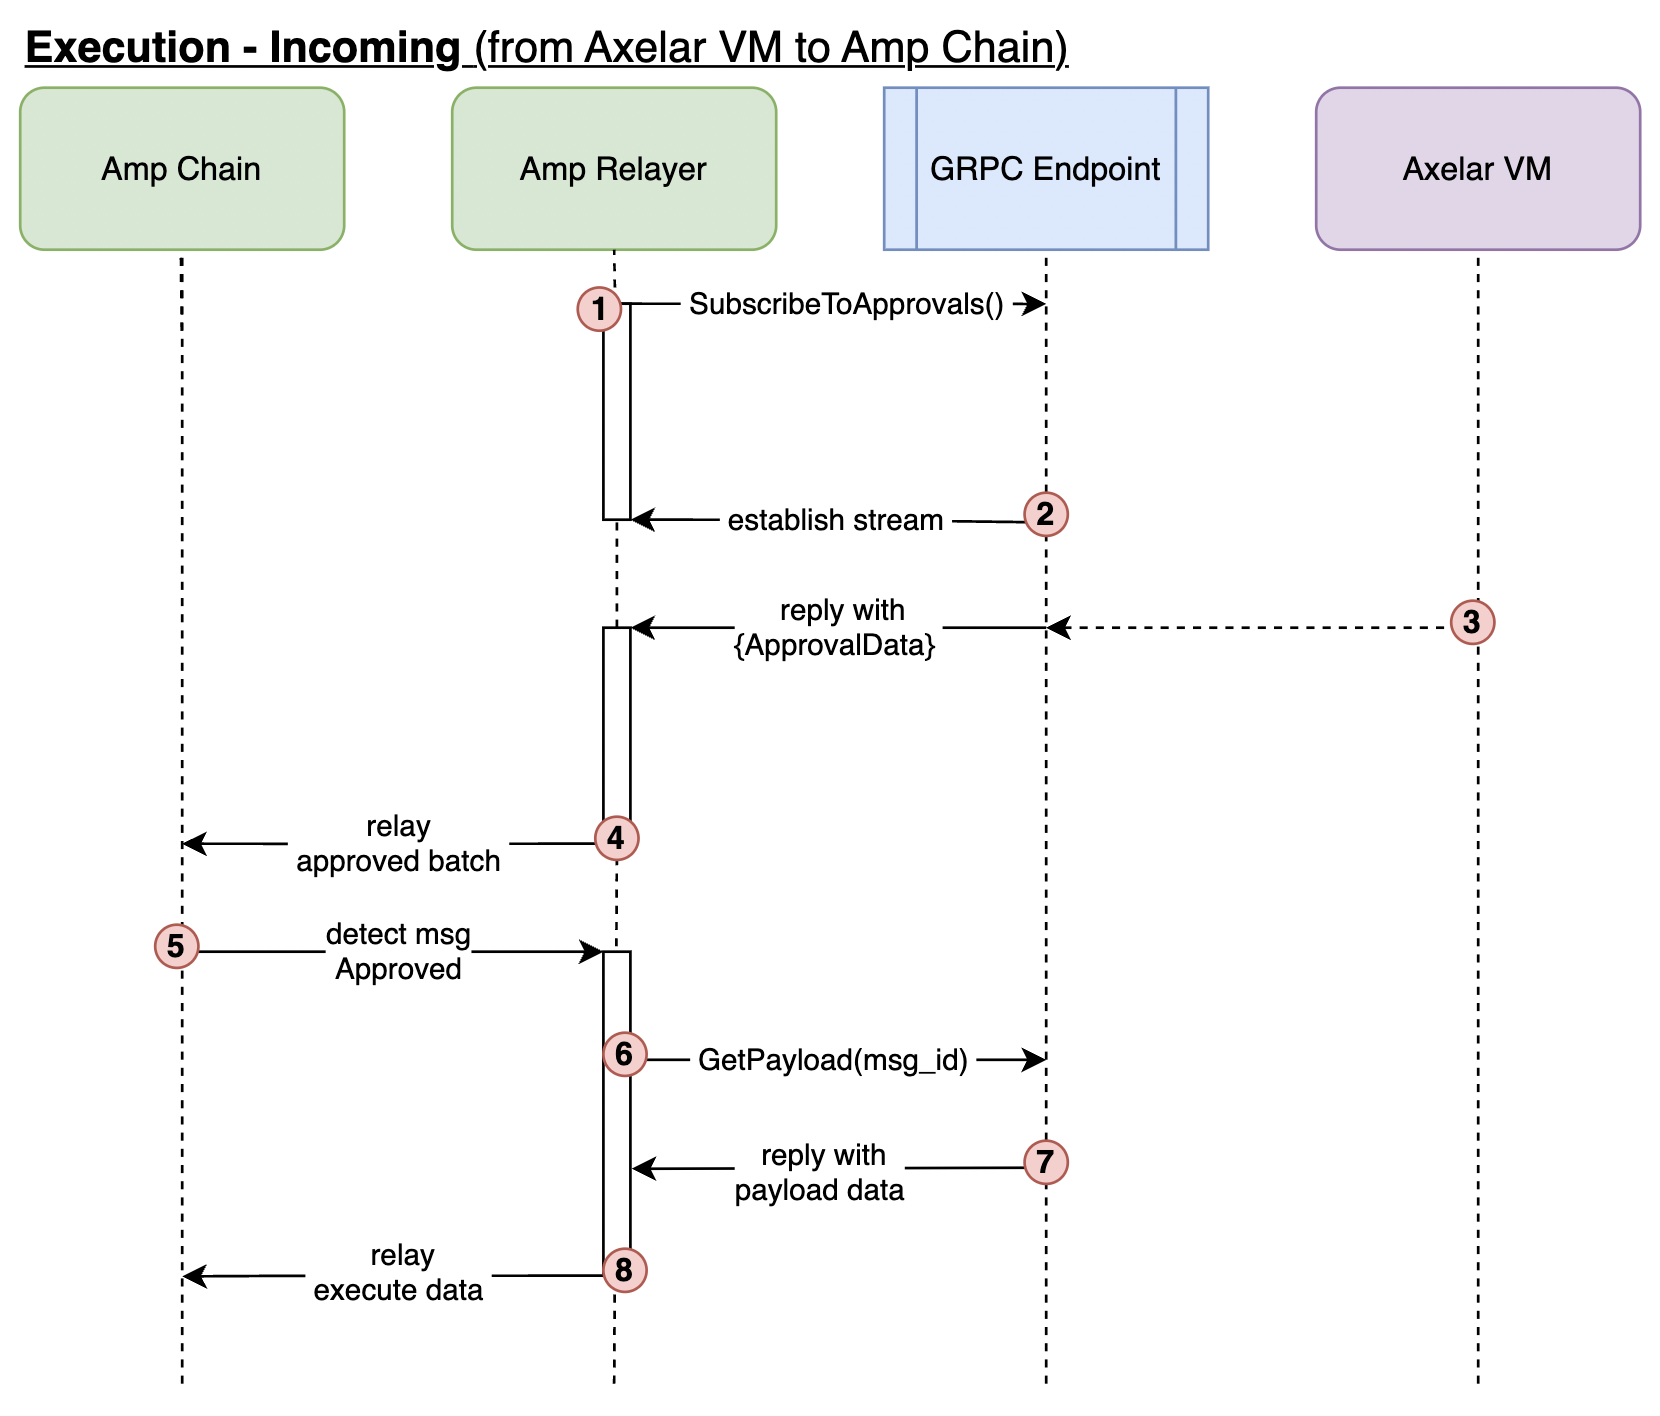 Execution - Incoming (from Axelar VM to Amp Chain)
Amp Chain
Amp Relayer
GRPC Endpoint
Axelar VM
1
SubscribeToApprovals()
2
establish stream
3
reply with
{ApprovalData}
4
relay
approved batch
5
detect msg
Approved
6
GetPayload(msg_id)
7
reply with
payload data
8
relay
execute data